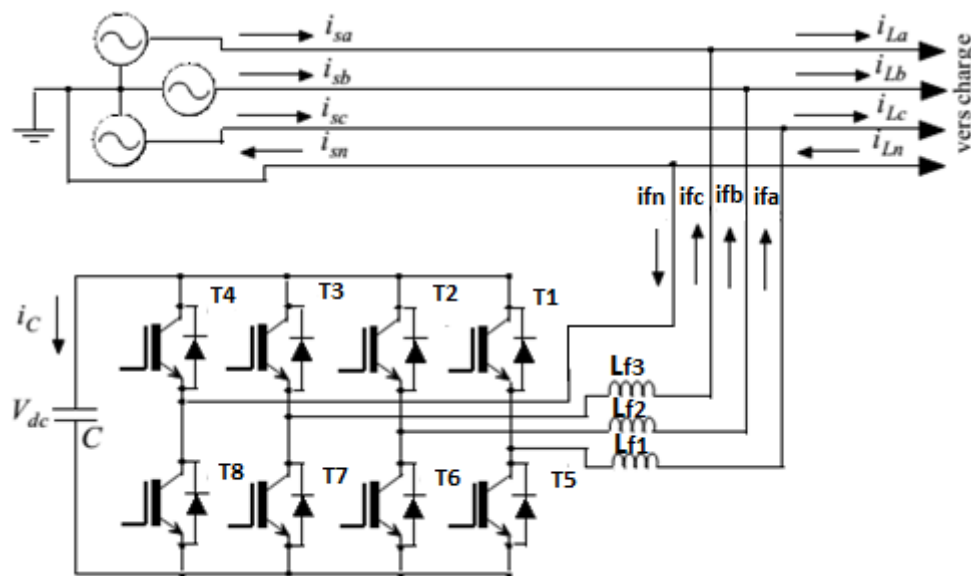 isa
iLa
isb
iLb
isc
iLc
isn
iLn
vers charge
ifn ifc ifb ifa
T4 T3 T2 T1
iC
Lf3
Vdc
C
Lf2
Lf1
T8 T7 T6 T5